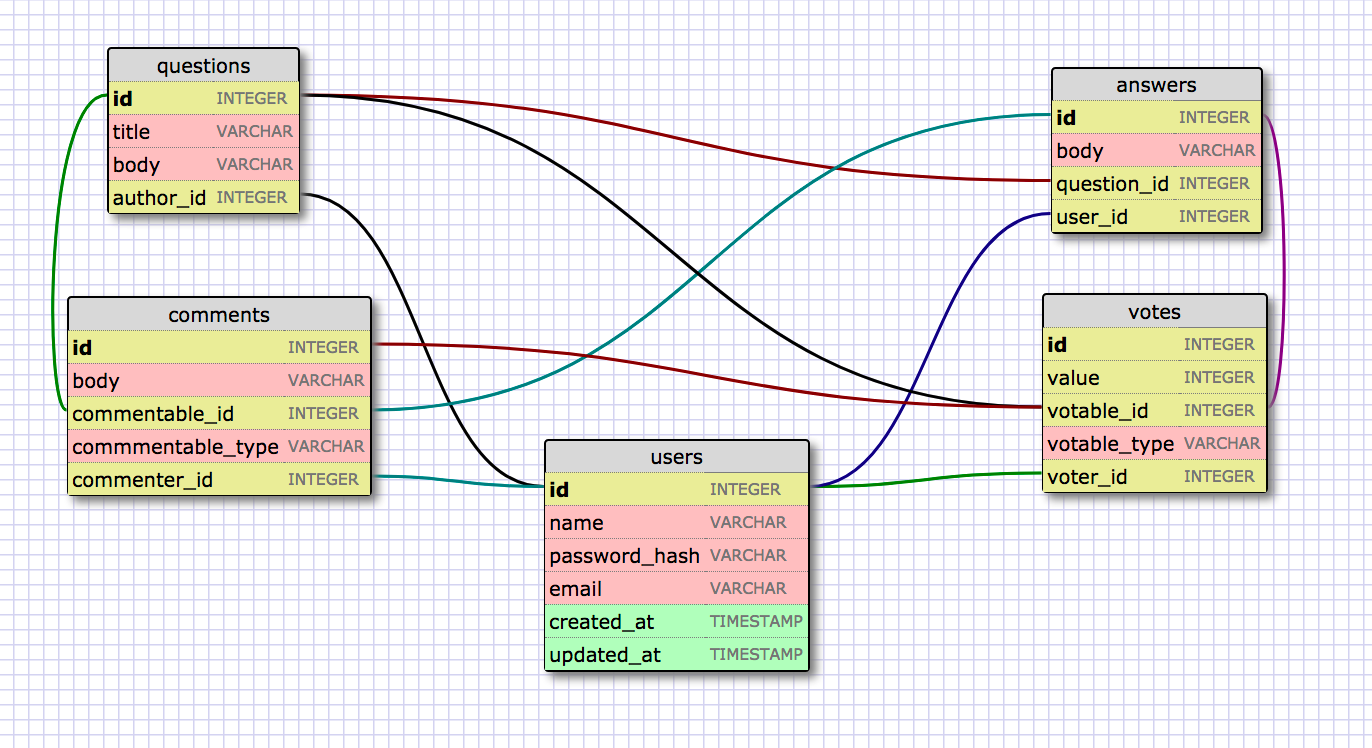 questions
id INTEGER
title VARCHAR
body VARCHAR
author_id INTEGER
answers
id INTEGER
body VARCHAR
question_id INTEGER
user_id INTEGER
comments
id INTEGER
body VARCHAR
commentable_id INTEGER
commmentable_type VARCHAR
commenter_id INTEGER
votes
id INTEGER
value INTEGER
votable_id INTEGER
votable_type VARCHAR
voter_id INTEGER
users
id INTEGER
name VARCHAR
password_hash VARCHAR
email VARCHAR
created_at TIMESTAMP
updated_at TIMESTAMP